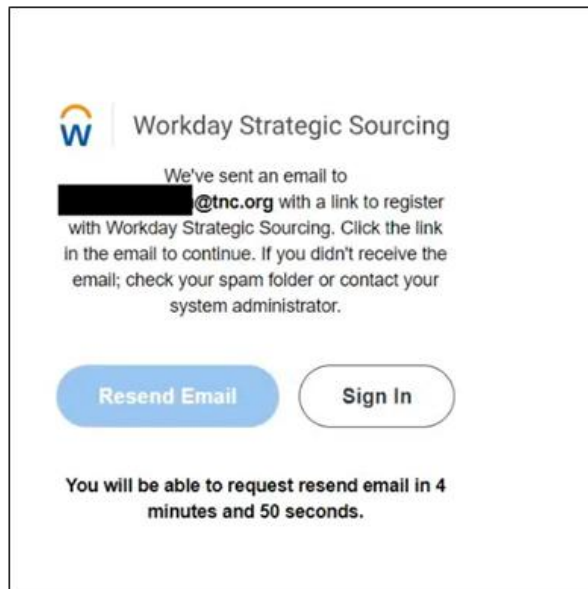 W
Workday Strategic Sourcing
We've sent an email to
@tnc.org with a link to register
with Workday Strategic Sourcing. Click the link
in the email to continue. If you didn't receive the
email; check your spam folder or contact your
system administrator.
Resend Email
Sign In
You will be able to request resend email in 4
minutes and 50 seconds.